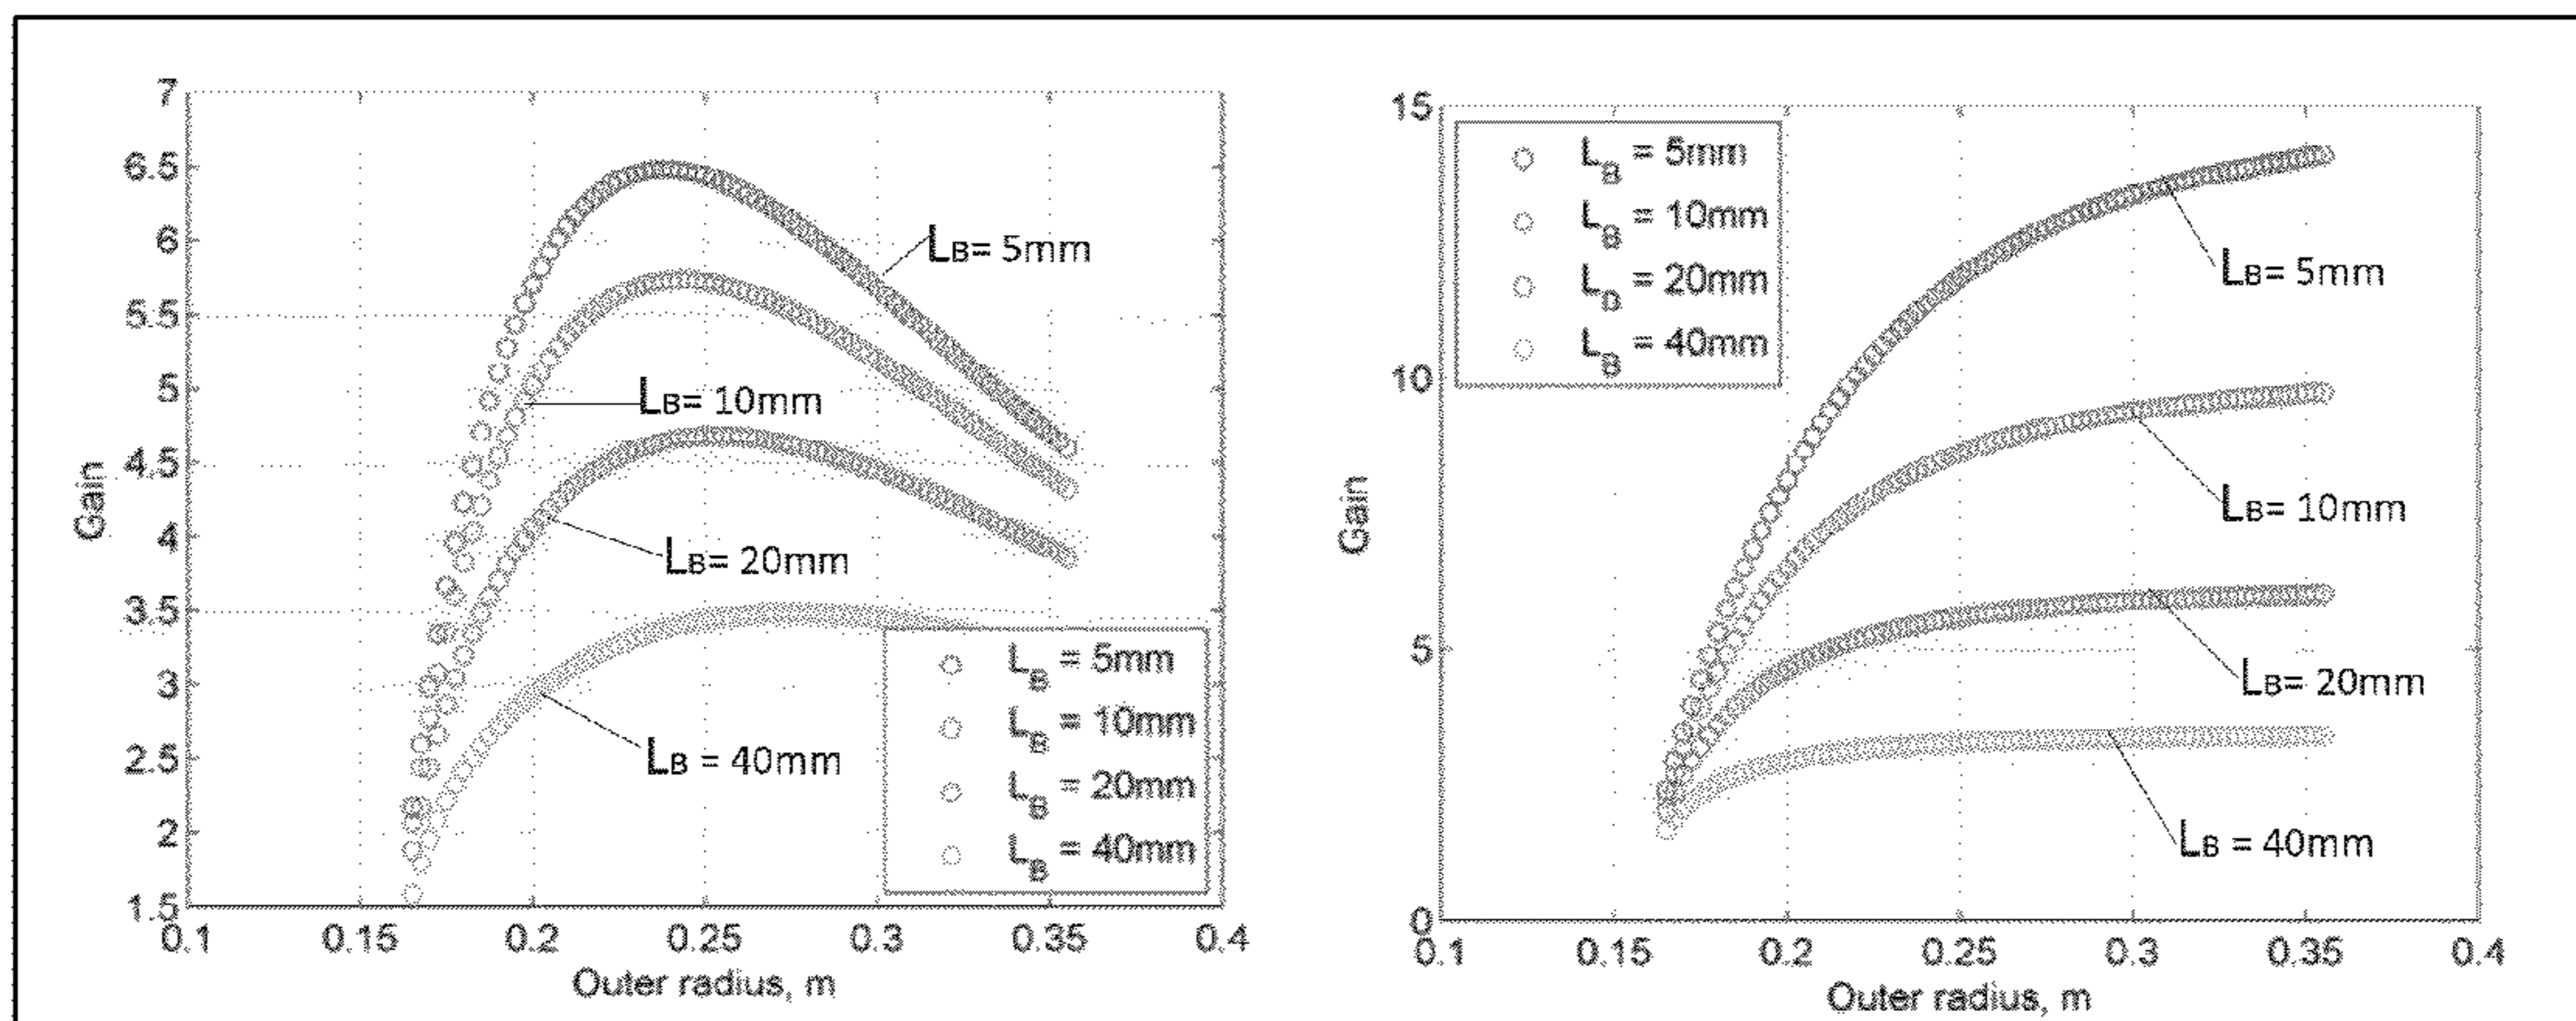 7
6.5
6
5.5
5
4.5
4
3.5
3
2.5
2
1.5
Gain
0.1 0.15 0.2 0.25 0.3 0.35 0.4
Outer radius, m
LB= 5mm
LB= 10mm
LB= 20mm
LB = 40mm
LB = 5mm
LB = 10mm
LB = 20mm
LB = 40mm
15
10
5
0
Gain
0.1 0.15 0.2 0.25 0.3 0.35 0.4
Outer radius, m
LB = 5mm
LB = 10mm
LD = 20mm
LB = 40mm
LB= 5mm
LB= 10mm
LB= 20mm
LB = 40mm